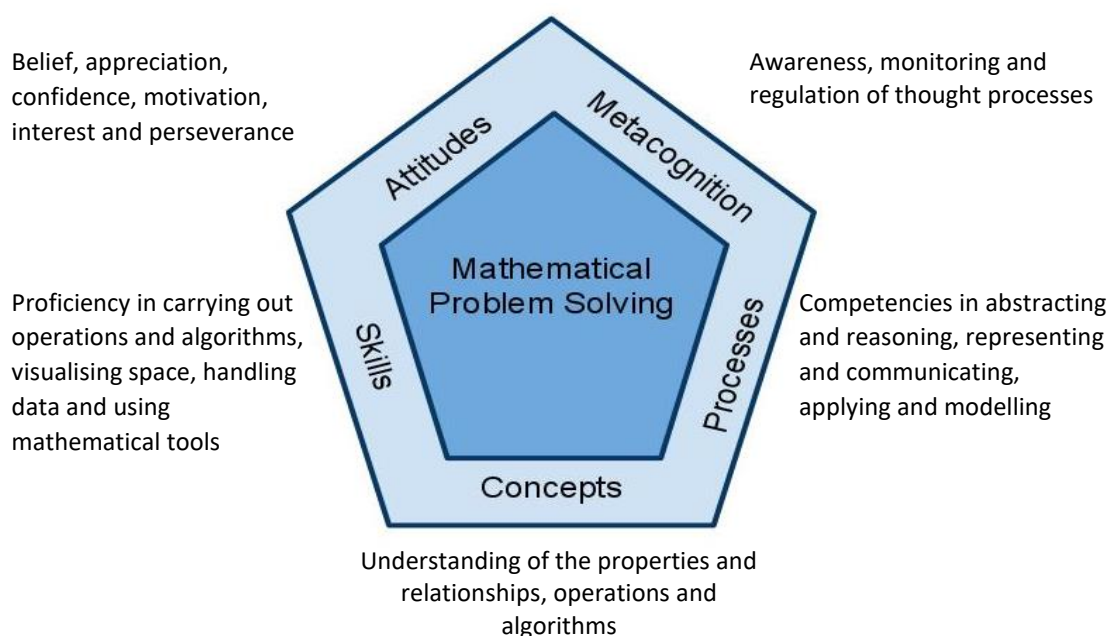 Belief, appreciation,
confidence, motivation,
interest and perseverance
Awareness, monitoring and
regulation of thought processes
Attitudes
Metacognition
Mathematical
Problem Solving
Proficiency in carrying out
operations and algorithms,
visualising space, handling
data and using
mathematical tools
Skills
Processes
Competencies in abstracting
and reasoning, representing
and communicating,
applying and modelling
Concepts
Understanding of the properties and
relationships, operations and
algorithms